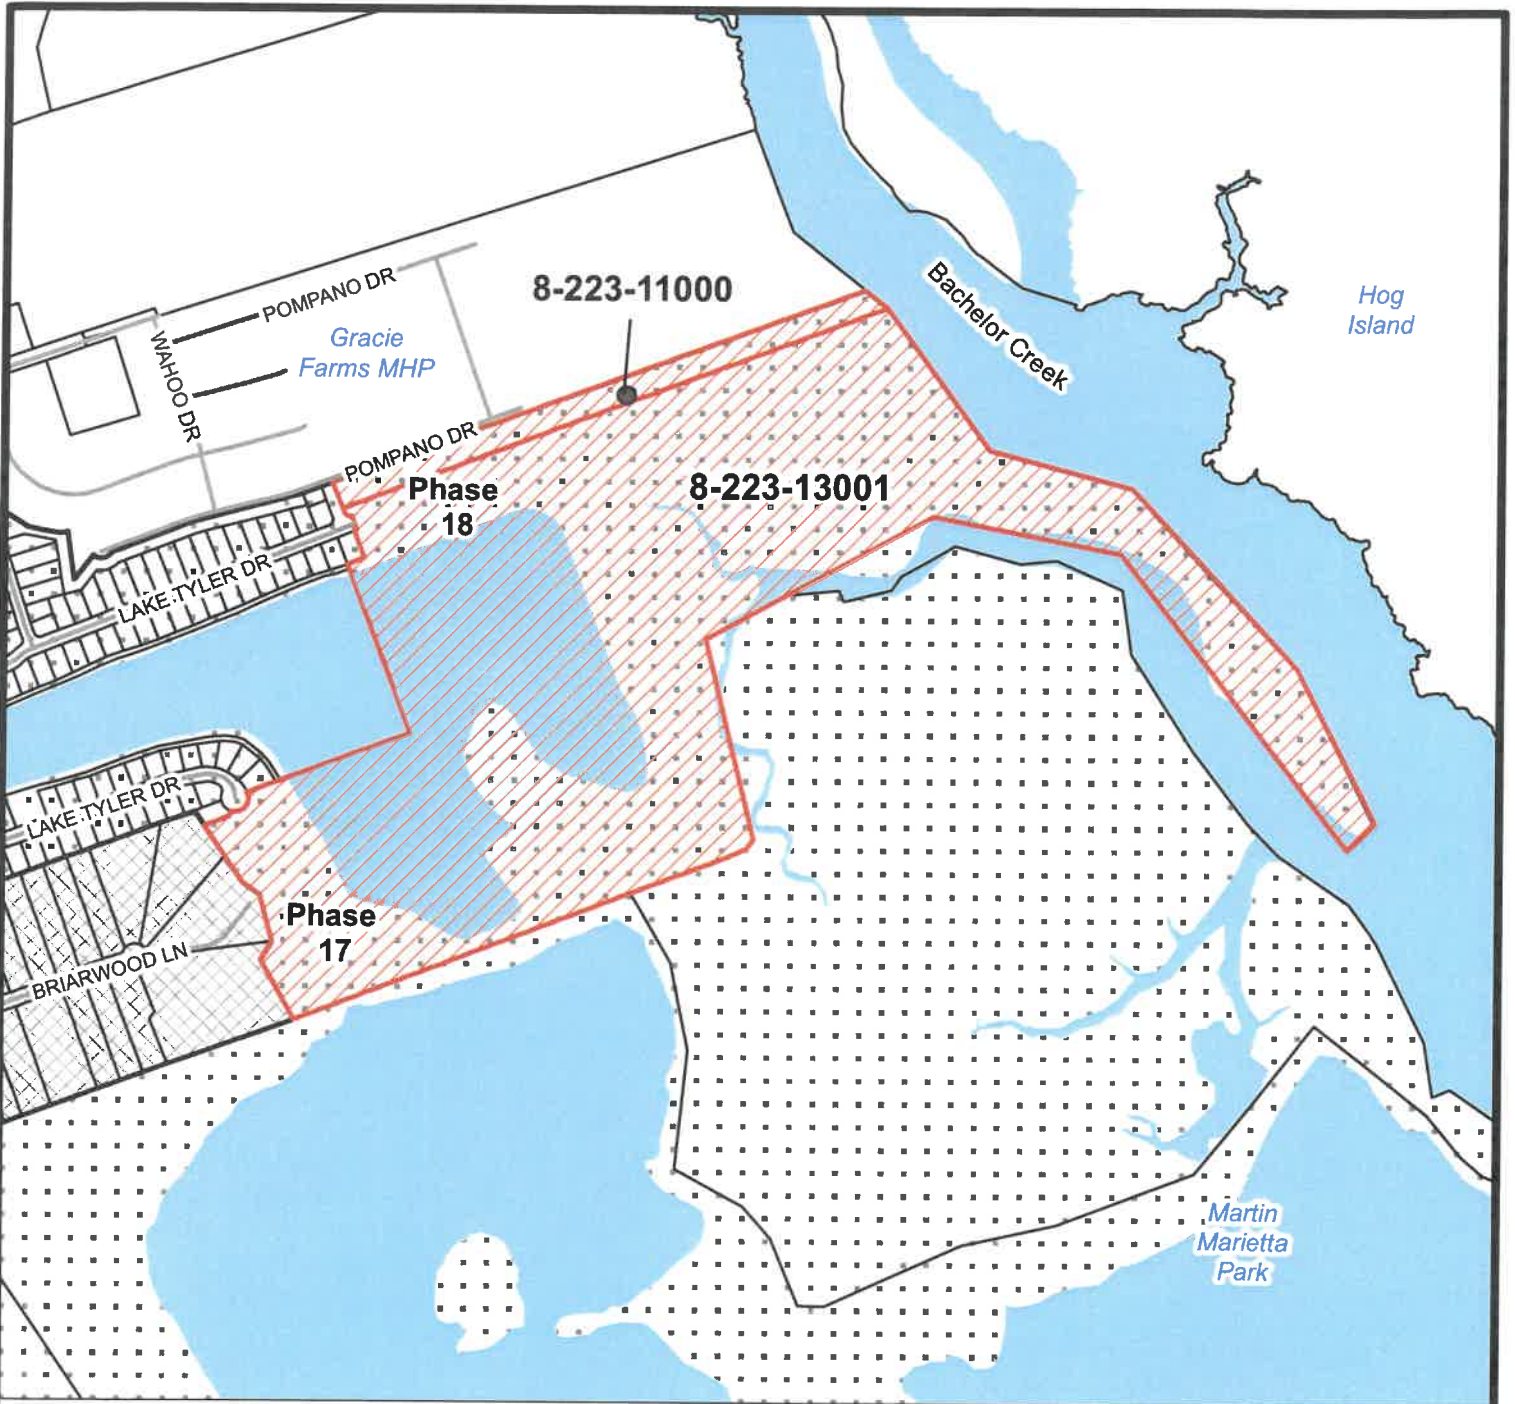 POMPANO DR
8-223-11000
Bachelor Creek
Hog
Island
WAHOO DR
Gracie
Farms MHP
POMPANO DR
Phase
18
8-223-13001
LAKE TYLER DR
LAKE TYLER DR
Phase
17
BRIARWOOD LN
Martin
Marietta
Park